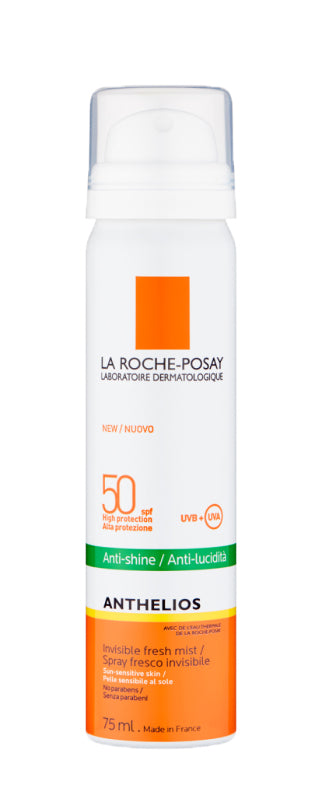 LA ROCHE-POSAY
LABORATOIRE DERMATOLOGIQUE
NEW / NUOVO
50 spf
High protection
Alta protezione
UVB + UVA
Anti-shine / Anti-lucidità
ANTHELIOS
AVEC DE L'EAU THERMALE
DE LA ROCHE-POSAY
Invisible fresh mist /
Spray fresco invisibile
Sun-sensitive skin /
Pelle sensibile al sole
No parabens /
Senza parabeni
75 ml . Made in France